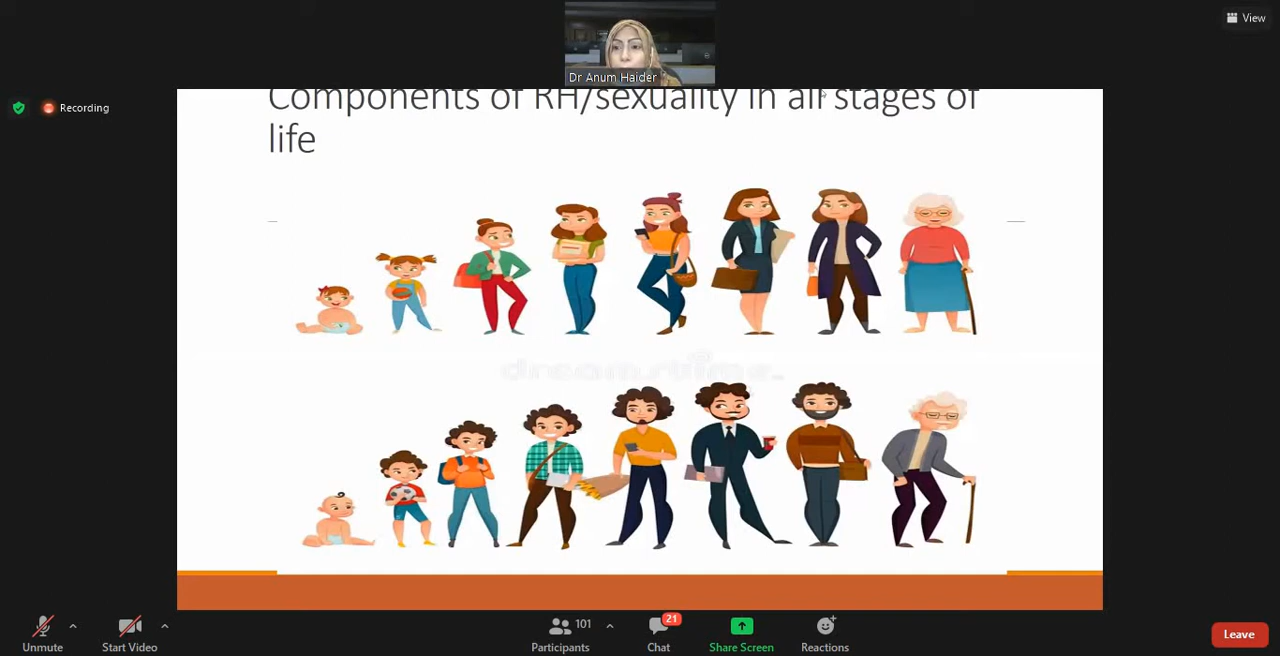 View
Dr Anum Haider
Recording
Components of RH/sexuality in all stages of
life
dreamstime
Unmute
Start Video
Participants
101
Chat
21
Share Screen
Reactions
Leave